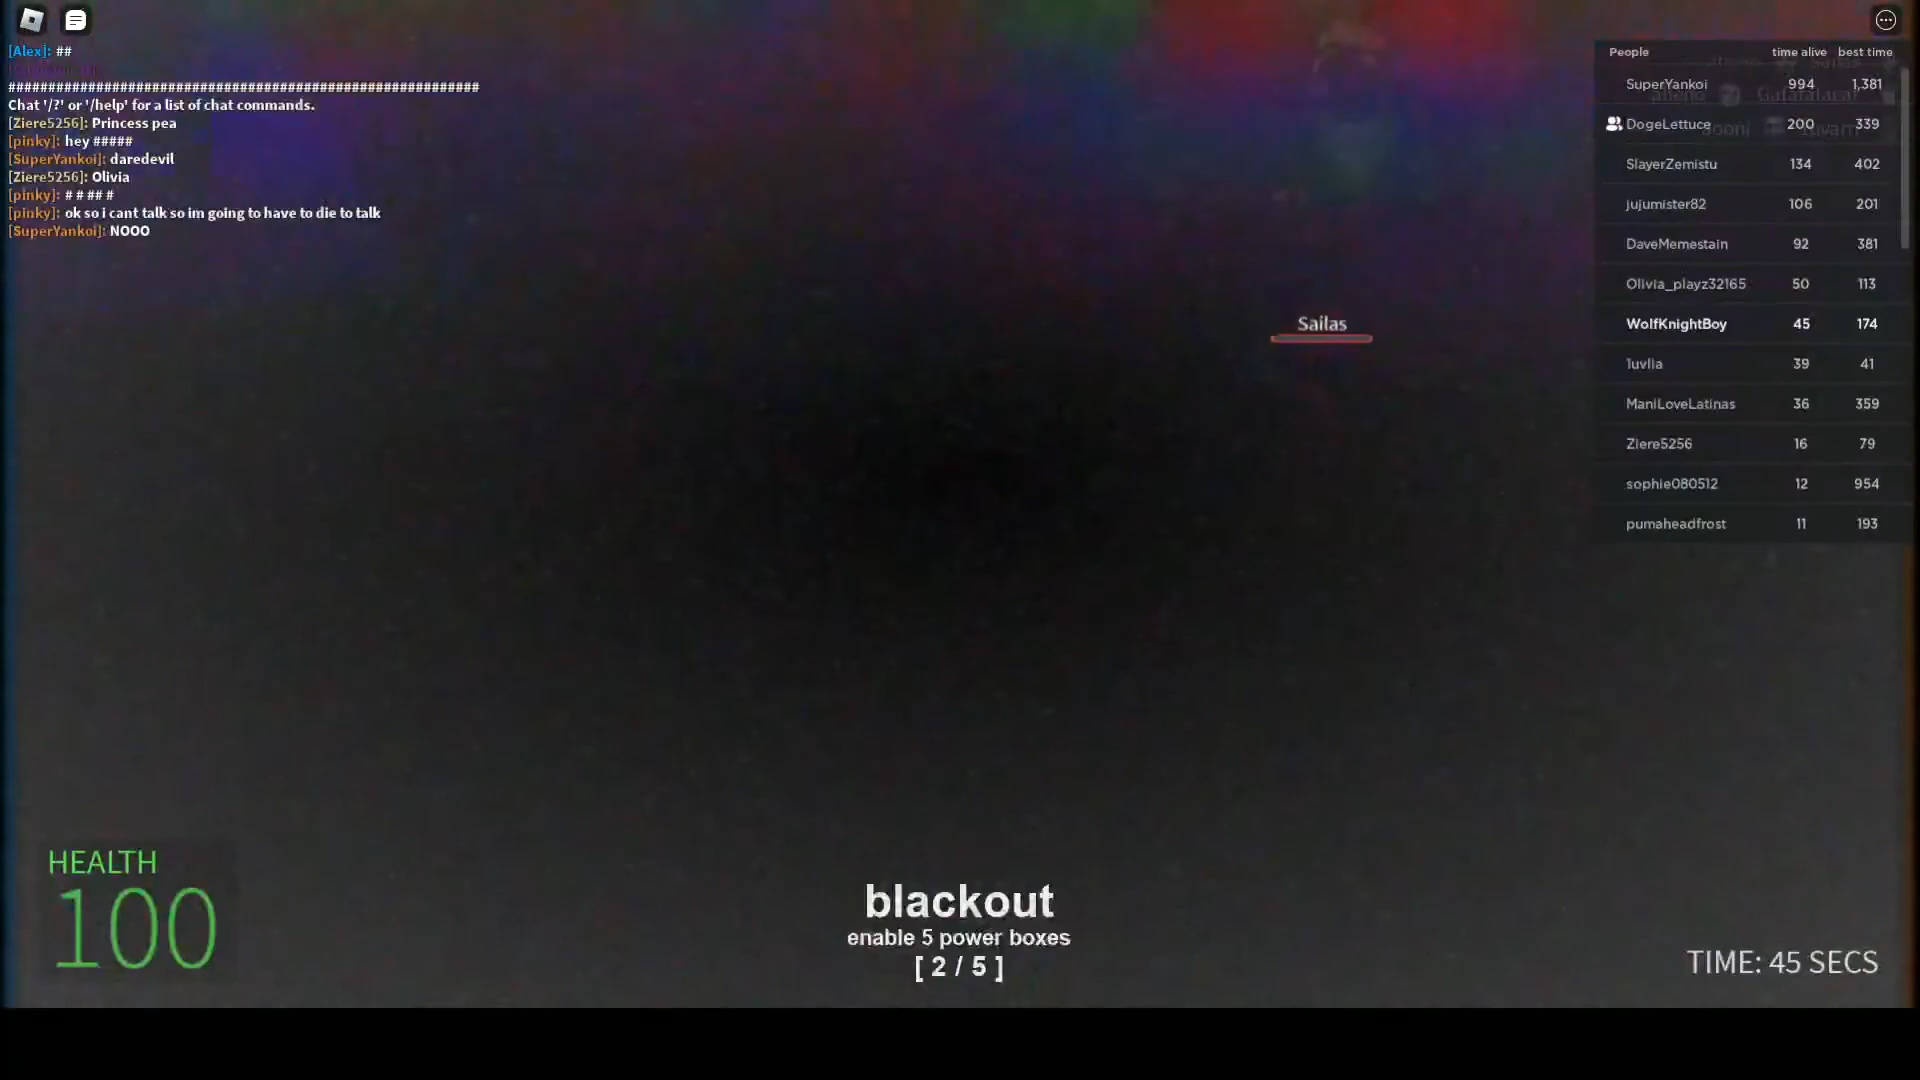 [Alex]: ##
############################################################
Chat '/?' or '/help' for a list of chat commands.
[Ziere5256]: Princess pea
[pinky]: hey #####
[SuperYankoi]: daredevil
[Ziere5256]: Olivia
[pinky]: # # ## #
[pinky]: ok so i cant talk so im going to have to die to talk
[SuperYankoi]: NOOO
Sailas
People time alive best time
SuperYankoi 994 1,381
DogeLettuce 200 339
SlayerZemistu 134 402
jujumister82 106 201
DaveMemestain 92 381
Olivia_playz32165 50 113
WolfKnightBoy 45 174
1uvlia 39 41
ManiLoveLatinas 36 359
Ziere5256 16 79
sophie080512 12 954
pumaheadfrost 11 193
HEALTH
100
blackout
enable 5 power boxes
[ 2 / 5 ]
TIME: 45 SECS